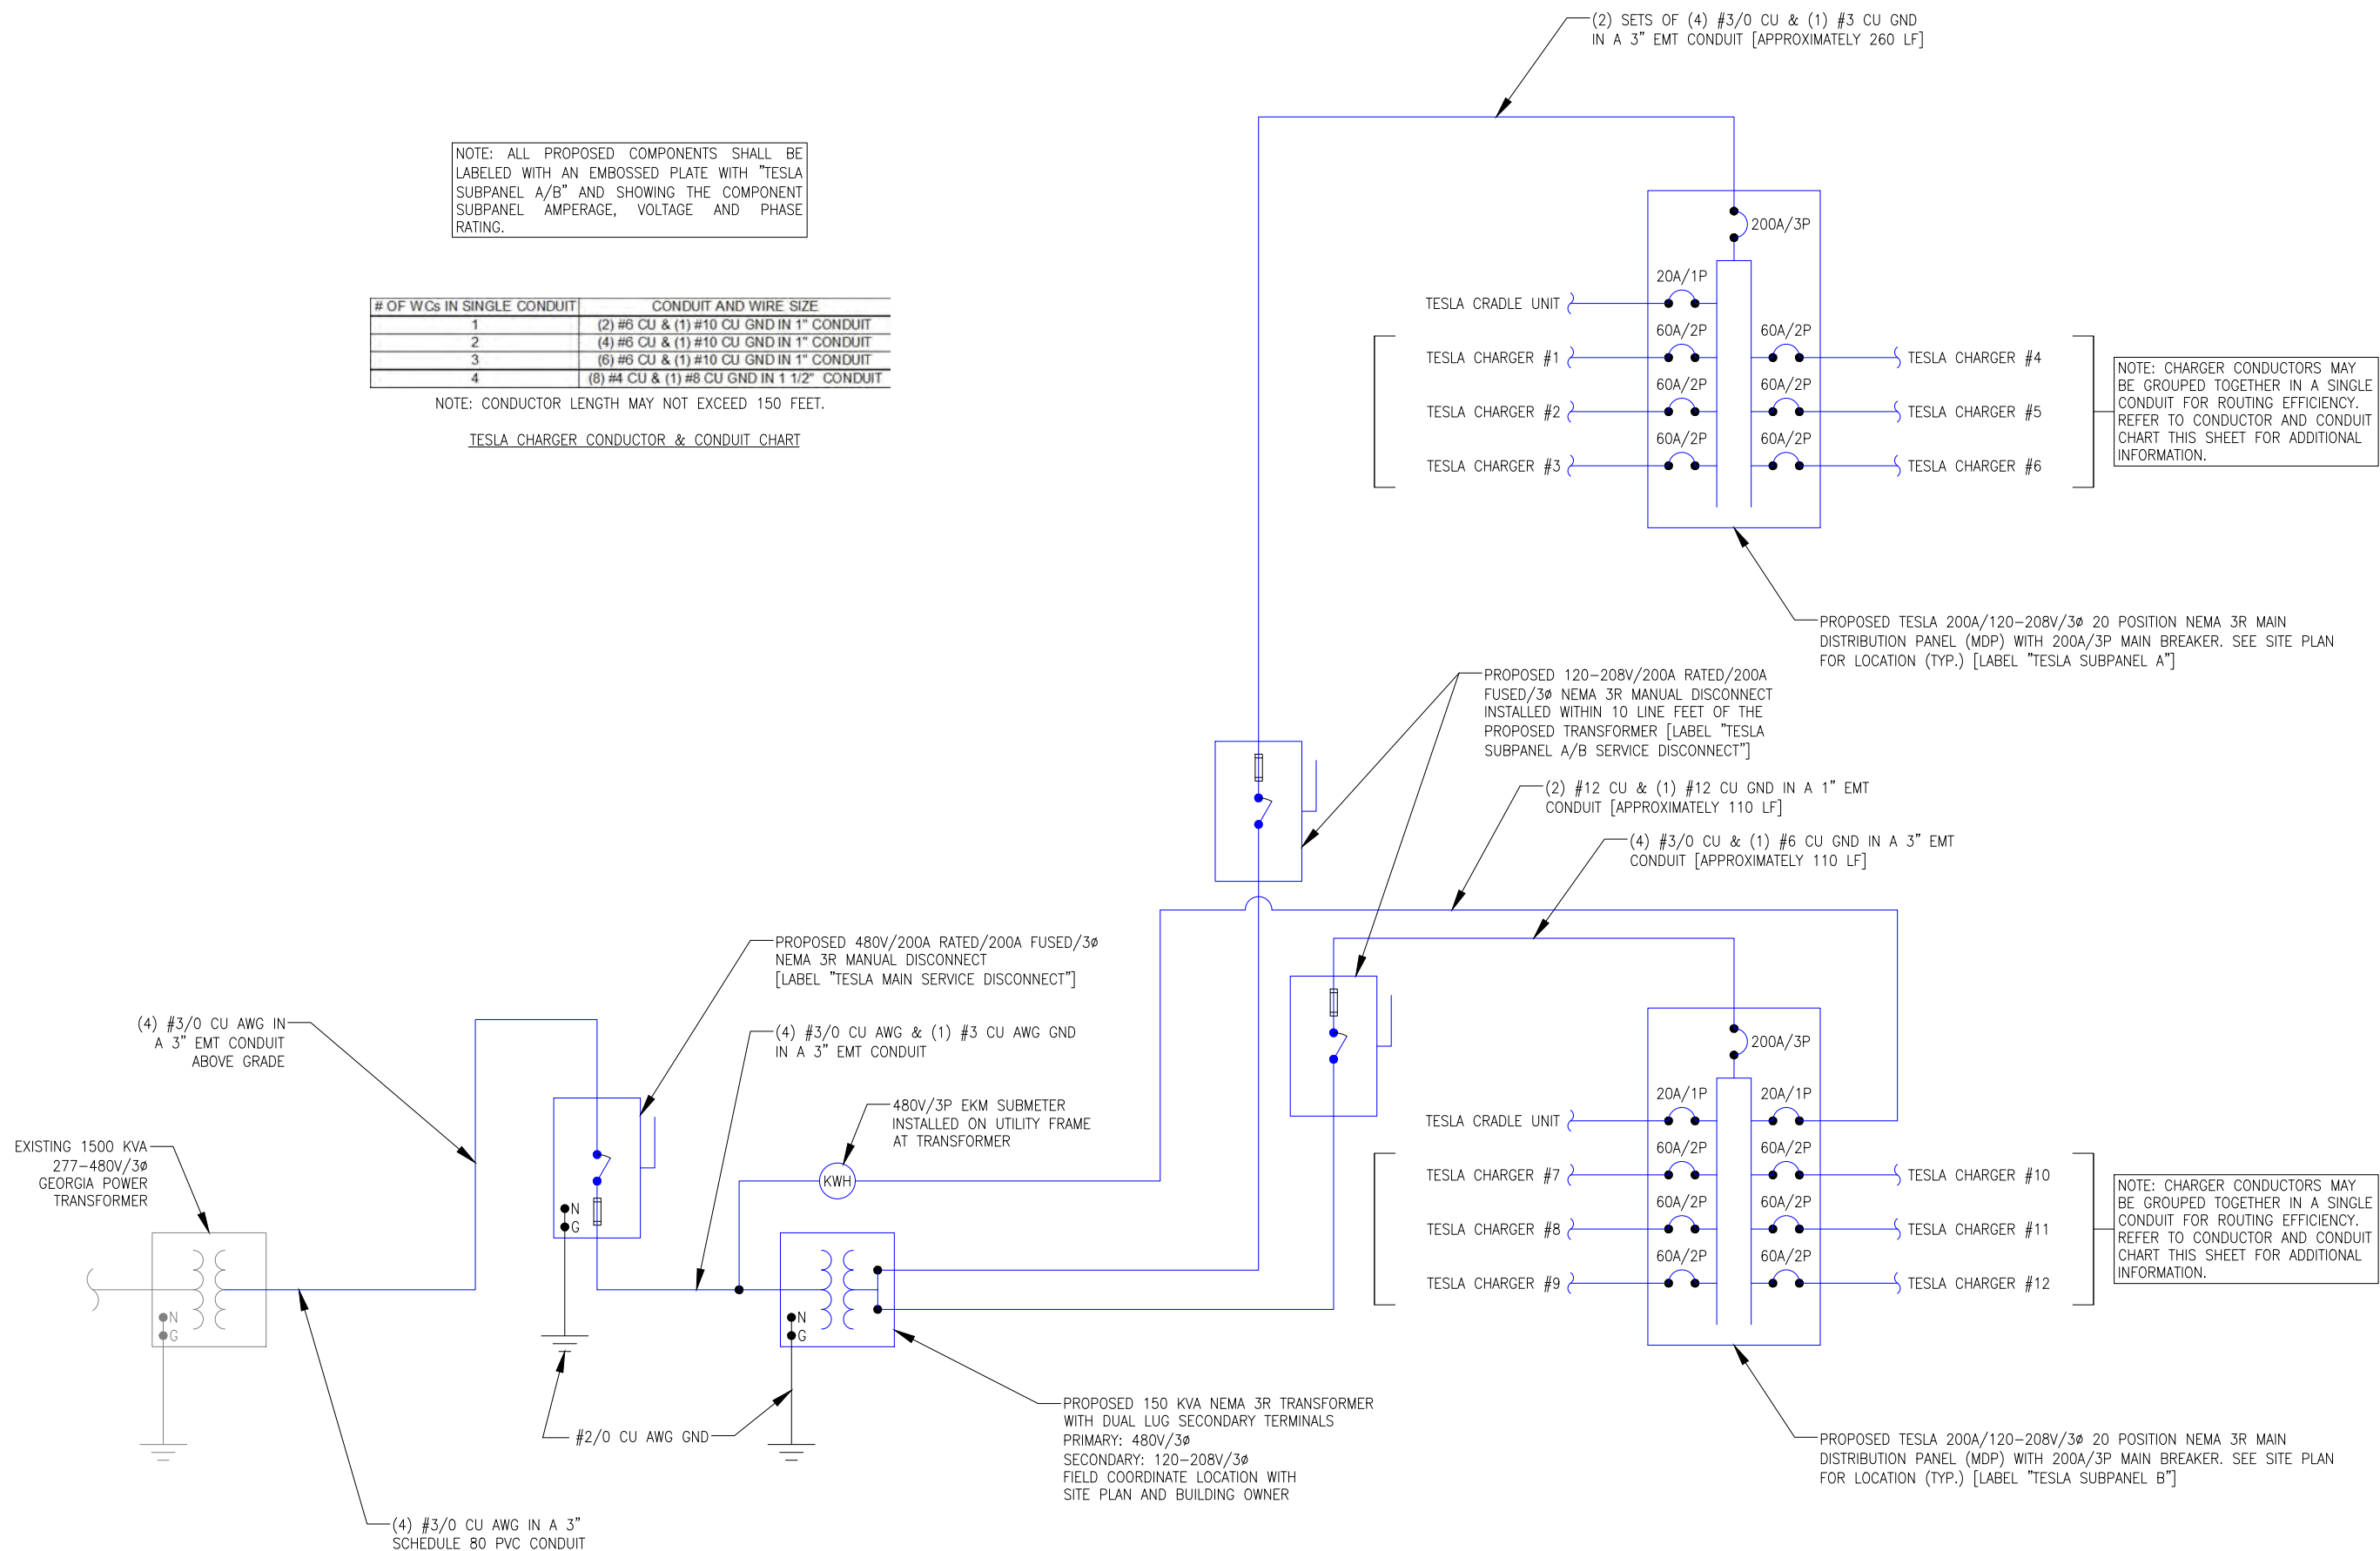 (2) SETS OF (4) #3/0 CU & (1) #3 CU GND
IN A 3" EMT CONDUIT [APPROXIMATELY 260 LF]
NOTE: ALL PROPOSED COMPONENTS SHALL BE
LABELED WITH AN EMBOSSED PLATE WITH "TESLA
SUBPANEL A/B" AND SHOWING THE COMPONENT
SUBPANEL AMPERAGE, VOLTAGE AND PHASE
RATING.
# OF WCs IN SINGLE CONDUIT CONDUIT AND WIRE SIZE
1 (2) #6 CU & (1) #10 CU GND IN 1" CONDUIT
2 (4) #6 CU & (1) #10 CU GND IN 1" CONDUIT
3 (6) #6 CU & (1) #10 CU GND IN 1" CONDUIT
4 (8) #4 CU & (1) #8 CU GND IN 1 1/2" CONDUIT
NOTE: CONDUCTOR LENGTH MAY NOT EXCEED 150 FEET.
TESLA CHARGER CONDUCTOR & CONDUIT CHART
200A/3P
20A/1P
TESLA CRADLE UNIT
60A/2P 60A/2P
TESLA CHARGER #1 TESLA CHARGER #4
60A/2P 60A/2P
TESLA CHARGER #2 TESLA CHARGER #5
60A/2P 60A/2P
TESLA CHARGER #3 TESLA CHARGER #6
NOTE: CHARGER CONDUCTORS MAY
BE GROUPED TOGETHER IN A SINGLE
CONDUIT FOR ROUTING EFFICIENCY.
REFER TO CONDUCTOR AND CONDUIT
CHART THIS SHEET FOR ADDITIONAL
INFORMATION.
PROPOSED TESLA 200A/120-208V/3ø 20 POSITION NEMA 3R MAIN
DISTRIBUTION PANEL (MDP) WITH 200A/3P MAIN BREAKER. SEE SITE PLAN
FOR LOCATION (TYP.) [LABEL "TESLA SUBPANEL A"]
PROPOSED 120-208V/200A RATED/200A
FUSED/3ø NEMA 3R MANUAL DISCONNECT
INSTALLED WITHIN 10 LINE FEET OF THE
PROPOSED TRANSFORMER [LABEL "TESLA
SUBPANEL A/B SERVICE DISCONNECT"]
(2) #12 CU & (1) #12 CU GND IN A 1" EMT
CONDUIT [APPROXIMATELY 110 LF]
(4) #3/0 CU & (1) #6 CU GND IN A 3" EMT
CONDUIT [APPROXIMATELY 110 LF]
PROPOSED 480V/200A RATED/200A FUSED/3ø
NEMA 3R MANUAL DISCONNECT
[LABEL "TESLA MAIN SERVICE DISCONNECT"]
(4) #3/0 CU AWG IN
A 3" EMT CONDUIT
ABOVE GRADE
(4) #3/0 CU AWG & (1) #3 CU AWG GND
IN A 3" EMT CONDUIT
480V/3P EKM SUBMETER
INSTALLED ON UTILITY FRAME
AT TRANSFORMER
KWH
EXISTING 1500 KVA
277-480V/3ø
GEORGIA POWER
TRANSFORMER
N
G
N
G
N
G
200A/3P
20A/1P 20A/1P
TESLA CRADLE UNIT
60A/2P 60A/2P
TESLA CHARGER #7 TESLA CHARGER #10
60A/2P 60A/2P
TESLA CHARGER #8 TESLA CHARGER #11
60A/2P 60A/2P
TESLA CHARGER #9 TESLA CHARGER #12
NOTE: CHARGER CONDUCTORS MAY
BE GROUPED TOGETHER IN A SINGLE
CONDUIT FOR ROUTING EFFICIENCY.
REFER TO CONDUCTOR AND CONDUIT
CHART THIS SHEET FOR ADDITIONAL
INFORMATION.
#2/0 CU AWG GND
PROPOSED 150 KVA NEMA 3R TRANSFORMER
WITH DUAL LUG SECONDARY TERMINALS
PRIMARY: 480V/3ø
SECONDARY: 120-208V/3ø
FIELD COORDINATE LOCATION WITH
SITE PLAN AND BUILDING OWNER
PROPOSED TESLA 200A/120-208V/3ø 20 POSITION NEMA 3R MAIN
DISTRIBUTION PANEL (MDP) WITH 200A/3P MAIN BREAKER. SEE SITE PLAN
FOR LOCATION (TYP.) [LABEL "TESLA SUBPANEL B"]
(4) #3/0 CU AWG IN A 3"
SCHEDULE 80 PVC CONDUIT